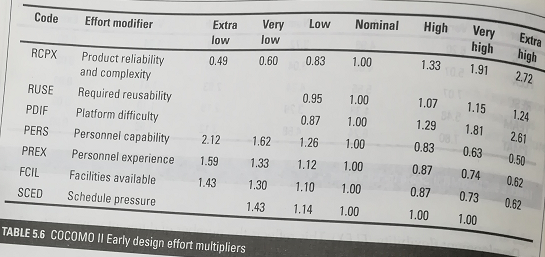 Code Effort modifier Extra low Very low Low Nominal High Very high Extra high
RCPX Product reliability and complexity 0.49 0.60 0.83 1.00 1.33 1.91 2.72
RUSE Required reusability 0.95 1.00 1.07 1.15 1.24
PDIF Platform difficulty 0.87 1.00 1.29 1.81 2.61
PERS Personnel capability 2.12 1.62 1.26 1.00 0.83 0.63 0.50
PREX Personnel experience 1.59 1.33 1.12 1.00 0.87 0.74 0.62
FCIL Facilities available 1.43 1.30 1.10 1.00 0.87 0.73 0.62
SCED Schedule pressure 1.43 1.14 1.00 1.00 1.00
TABLE 5.6 COCOMO II Early design effort multipliers